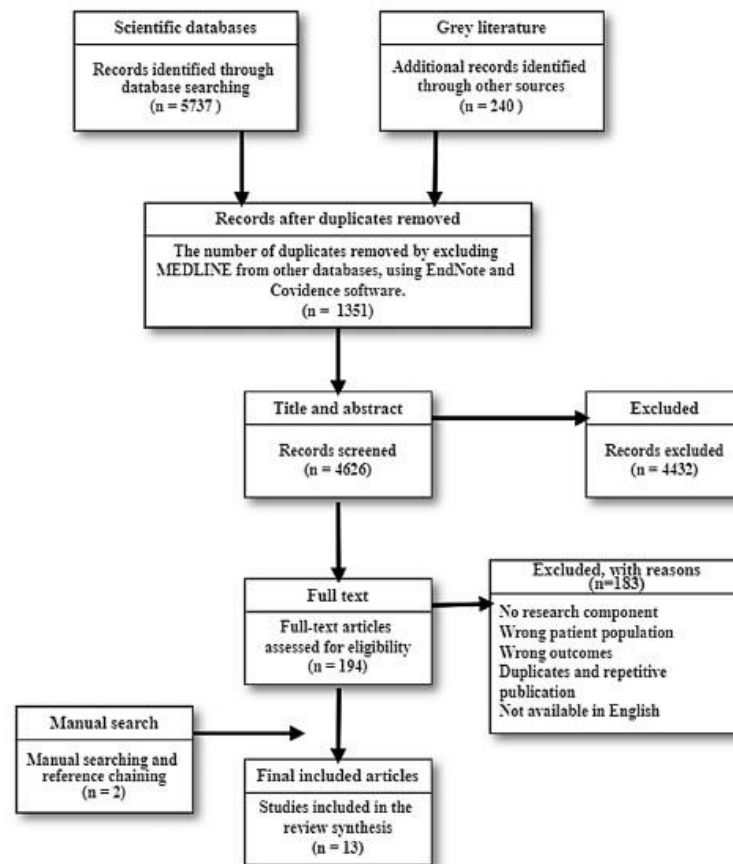 Scientific databases
Records identified through
database searching
(n = 5737 )
Grey literature
Additional records identified
through other sources
(n = 240 )
Records after duplicates removed
The number of duplicates removed by excluding
MEDLINE from other databases, using EndNote and
Covidence software.
(n = 1351)
Title and abstract
Records screened
(n = 4626)
Excluded
Records excluded
(n = 4432)
Full text
Full-text articles
assessed for eligibility
(n = 194)
Excluded, with reasons
(n=183)
No research component
Wrong patient population
Wrong outcomes
Duplicates and repetitive
publication
Not available in English
Manual search
Manual searching and
reference chaining
(n = 2)
Final included articles
Studies included in the
review synthesis
(n = 13)